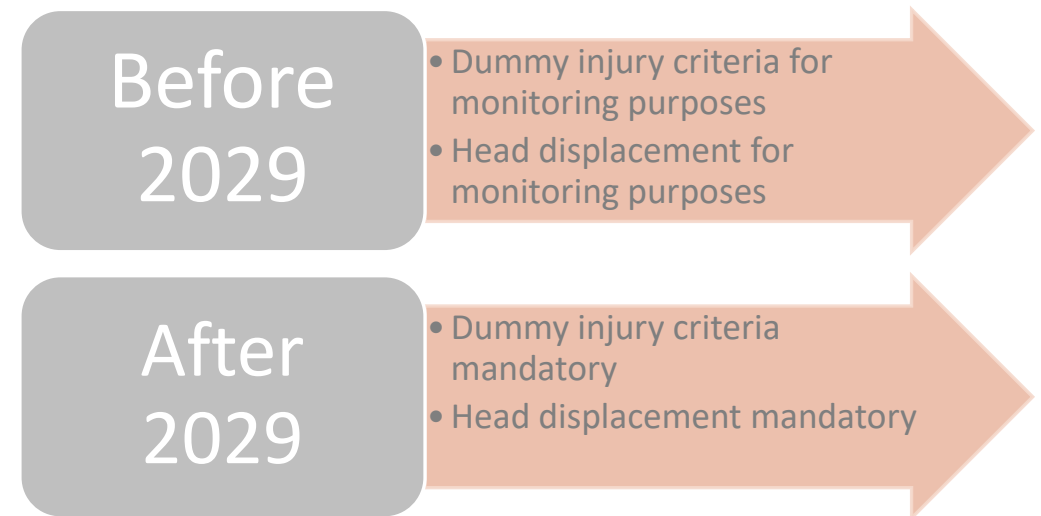 Before
2029
• Dummy injury criteria for
monitoring purposes
• Head displacement for
monitoring purposes
After
2029
• Dummy injury criteria
mandatory
• Head displacement mandatory